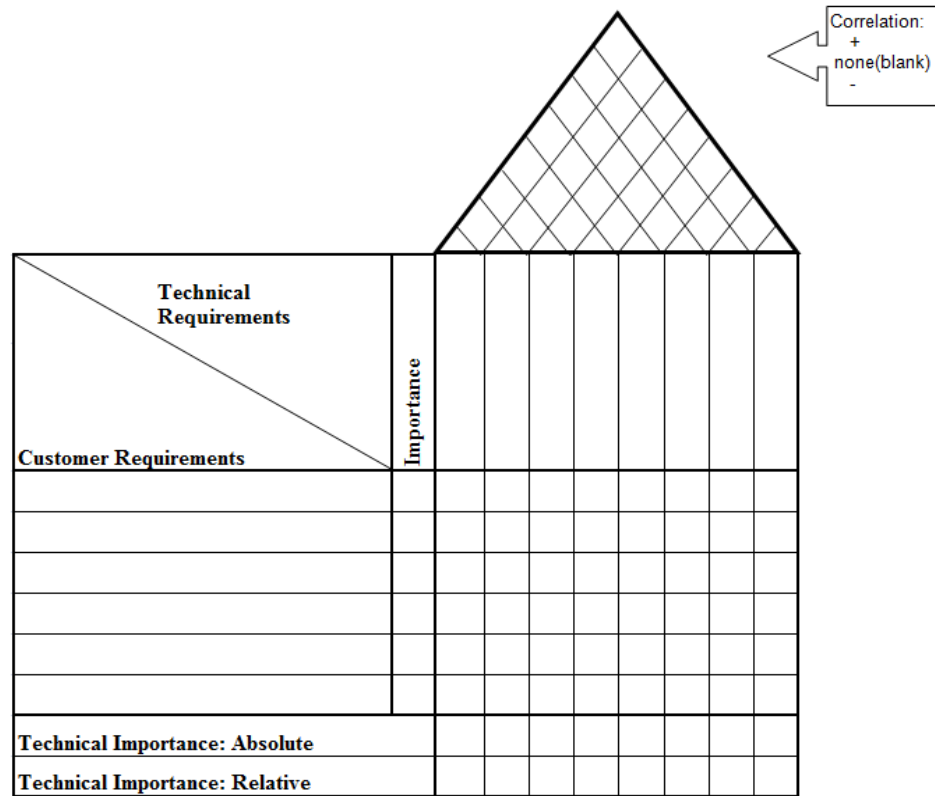 Correlation:
+
none(blank)
-
Technical
Requirements
Importance
Customer Requirements
Technical Importance: Absolute
Technical Importance: Relative